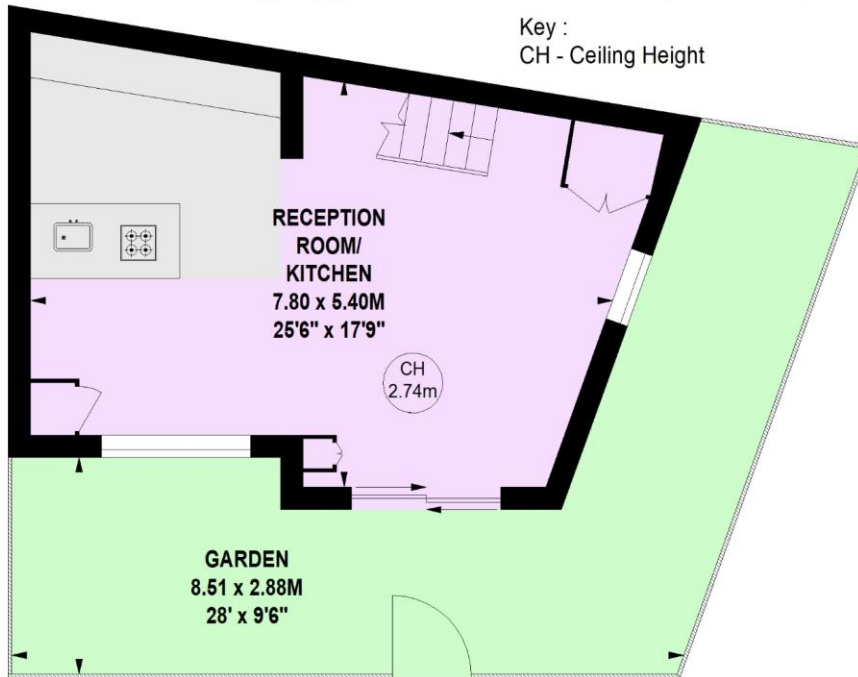 Key :
CH - Ceiling Height
RECEPTION
ROOM/
KITCHEN
7.80 x 5.40M
25'6" x 17'9"
CH
2.74m
GARDEN
8.51 x 2.88M
28' x 9'6"